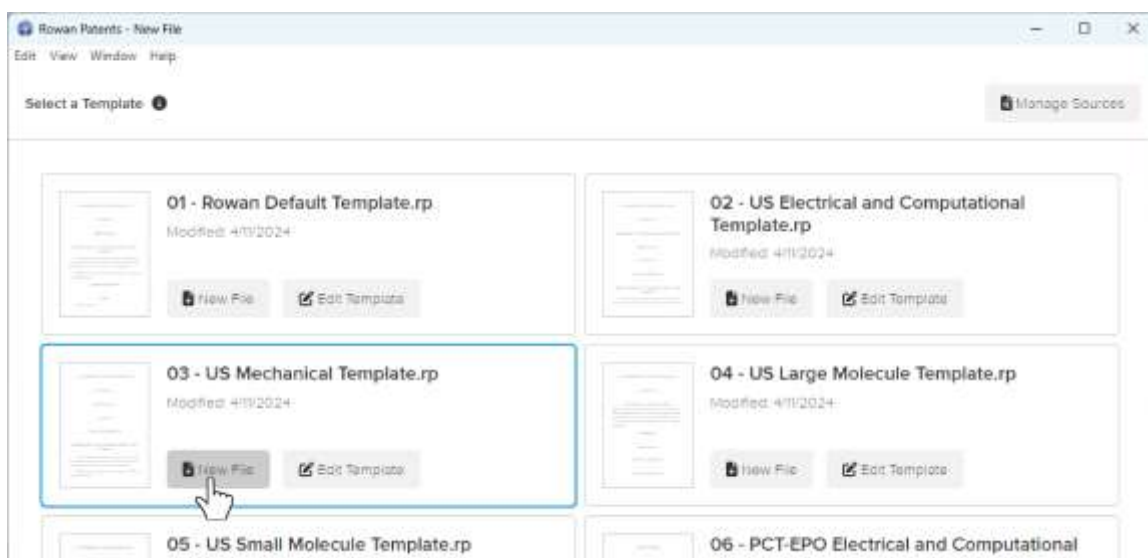 Rowan Patents - New File
Edit View Window Help
Select a Template
Manage Sources
01 - Rowan Default Template.rp
Modified: 4/11/2024
New File Edit Template
02 - US Electrical and Computational
Template.rp
Modified: 4/11/2024
New File Edit Template
03 - US Mechanical Template.rp
Modified: 4/11/2024
New File Edit Template
04 - US Large Molecule Template.rp
Modified: 4/11/2024
New File Edit Template
05 - US Small Molecule Template.rp
06 - PCT-EPO Electrical and Computational